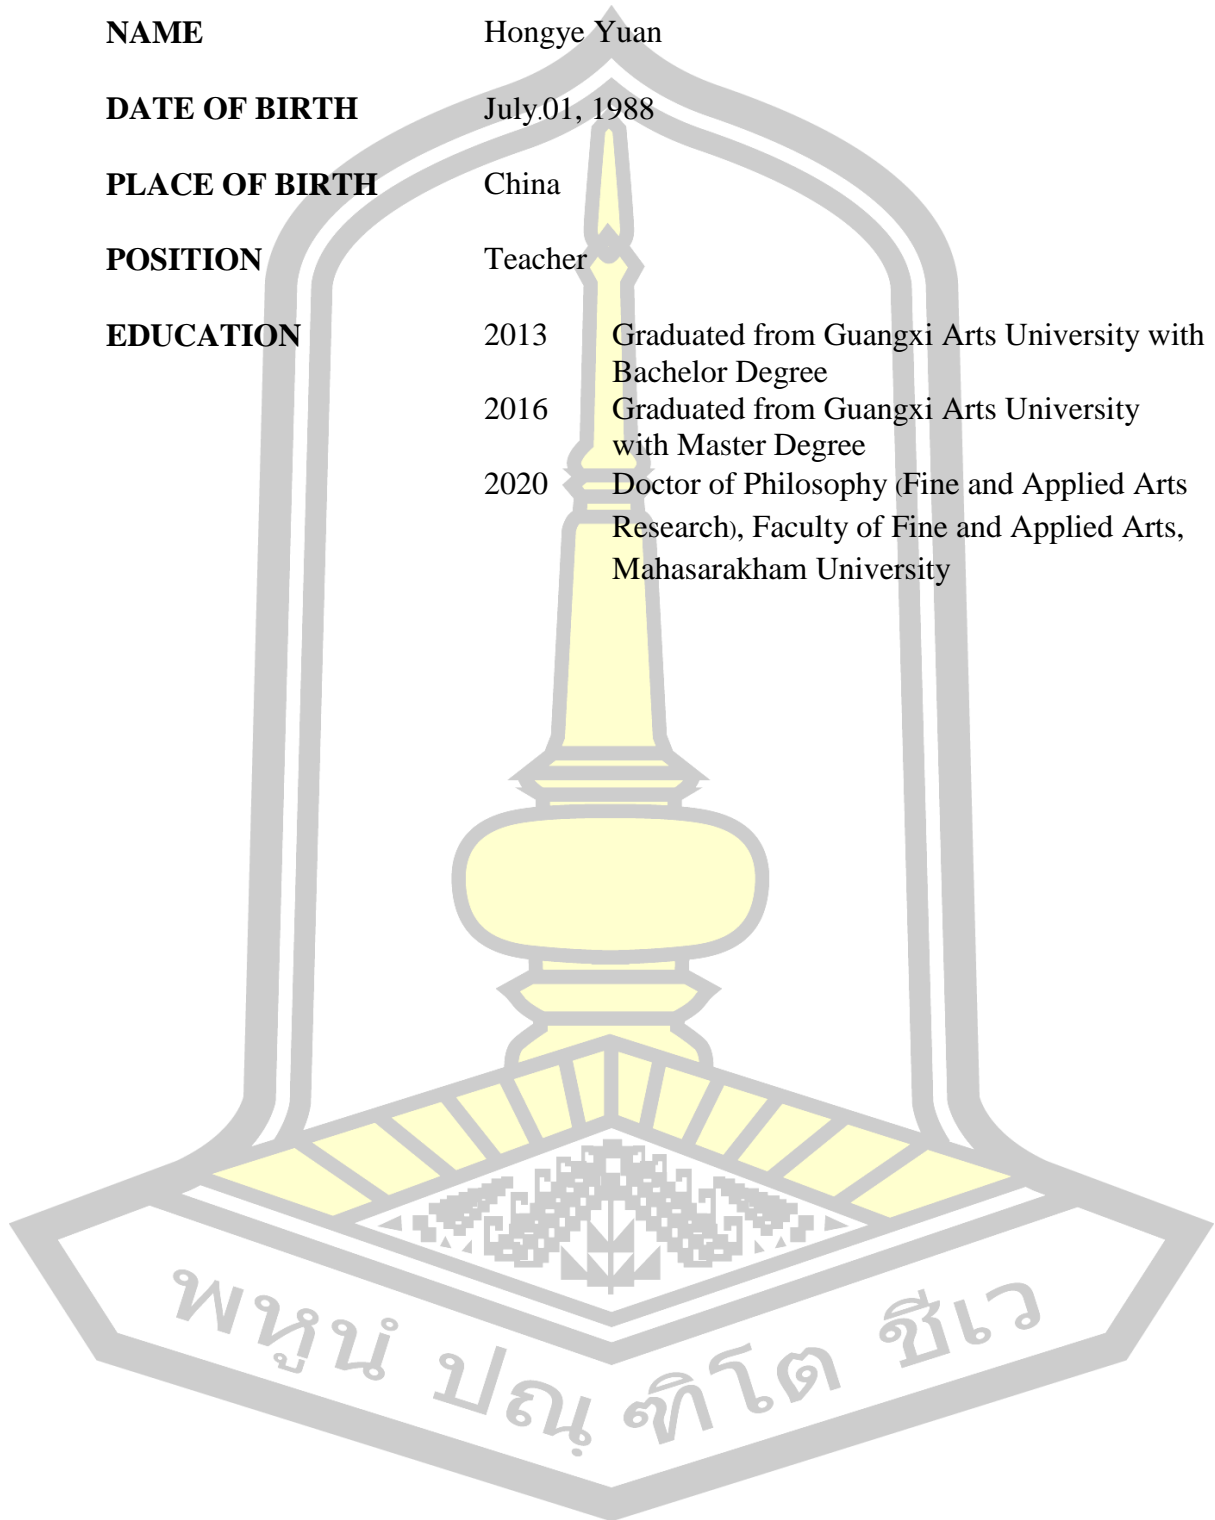 NAME Hongye Yuan
DATE OF BIRTH July.01, 1988
PLACE OF BIRTH China
POSITION Teacher
EDUCATION 2013 Graduated from Guangxi Arts University with
Bachelor Degree
2016 Graduated from Guangxi Arts University
with Master Degree
2020 Doctor of Philosophy (Fine and Applied Arts
Research), Faculty of Fine and Applied Arts,
Mahasarakham University
พหูนํ ปณฺฑิโต ชีเว